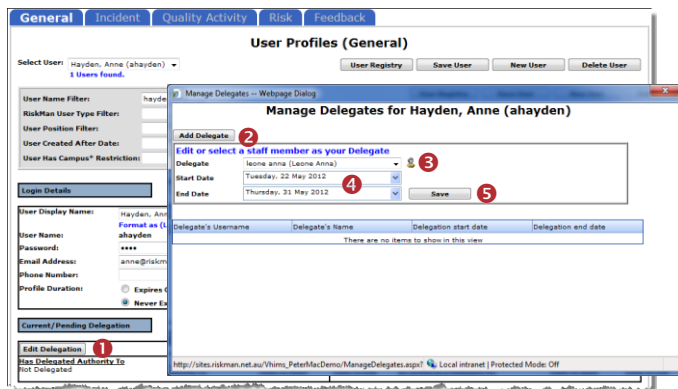 General Incident Quality Activity Risk Feedback
User Profiles (General)
Select User: Hayden, Anne (ahayden)
1 Users found.
User Registry Save User New User Delete User
User Name Filter: hayde
RiskMan User Type Filter:
User Position Filter:
User Created After Date:
User Has Campus* Restriction:
Manage Delegates -- Webpage Dialog
Manage Delegates for Hayden, Anne (ahayden)
Add Delegate 2
Edit or select a staff member as your Delegate
Delegate leone anna (Leone Anna) 3
Start Date Tuesday, 22 May 2012 4
End Date Thursday, 31 May 2012 Save 5
Delegate's Username Delegate's Name Delegation start date Delegation end date
There are no items to show in this view
Login Details
User Display Name: Hayden, Ann
Format as (L
User Name: ahayden
Password: ••••
Email Address: anne@riskm
Phone Number:
Profile Duration: Expires
Never Ex
Current/Pending Delegation
Edit Delegation 1
Has Delegated Authority To
Not Delegated
http://sites.riskman.net.au/Vhims_PeterMacDemo/ManageDelegates.aspx? Local intranet | Protected Mode: Off